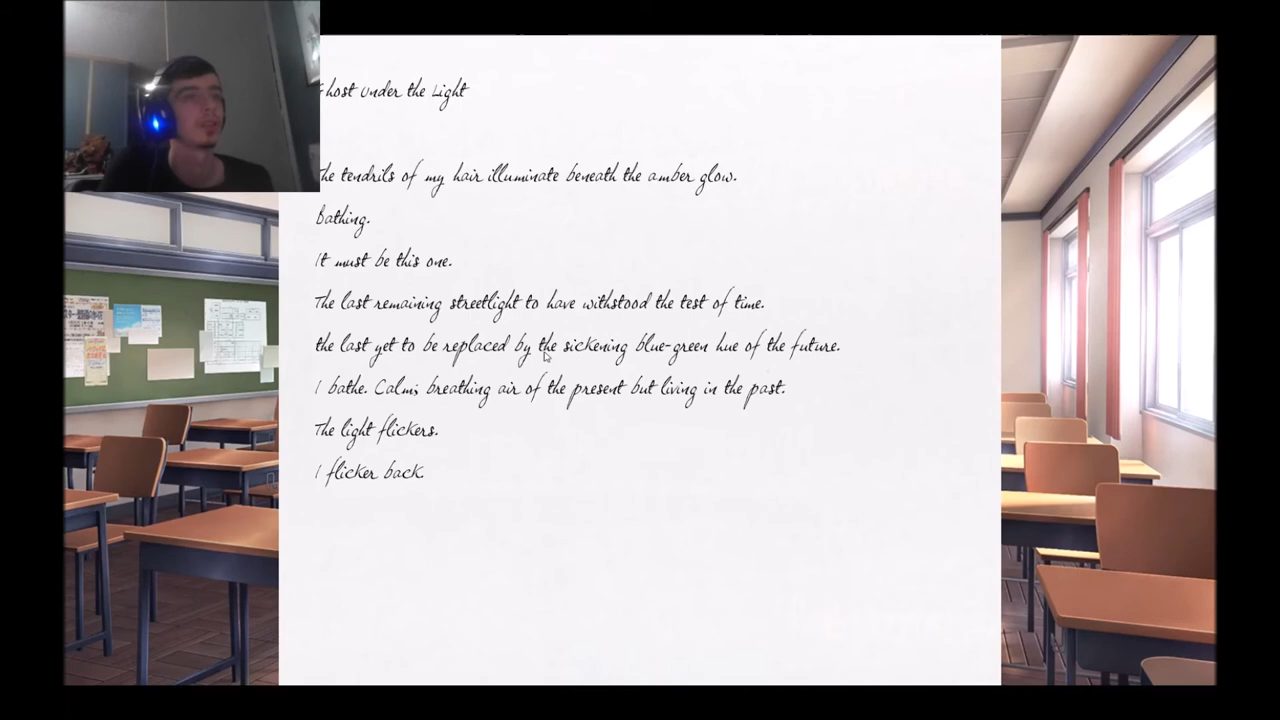 host under the Light
he tendrils of my hair illuminate beneath the amber glow.
Bathing.
It must be this one.
The last remaining streetlight to have withstood the test of time.
the last yet to be replaced by the sickening blue-green hue of the future.
I bathe. Calm; breathing air of the present but living in the past.
The light flickers.
I flicker back.